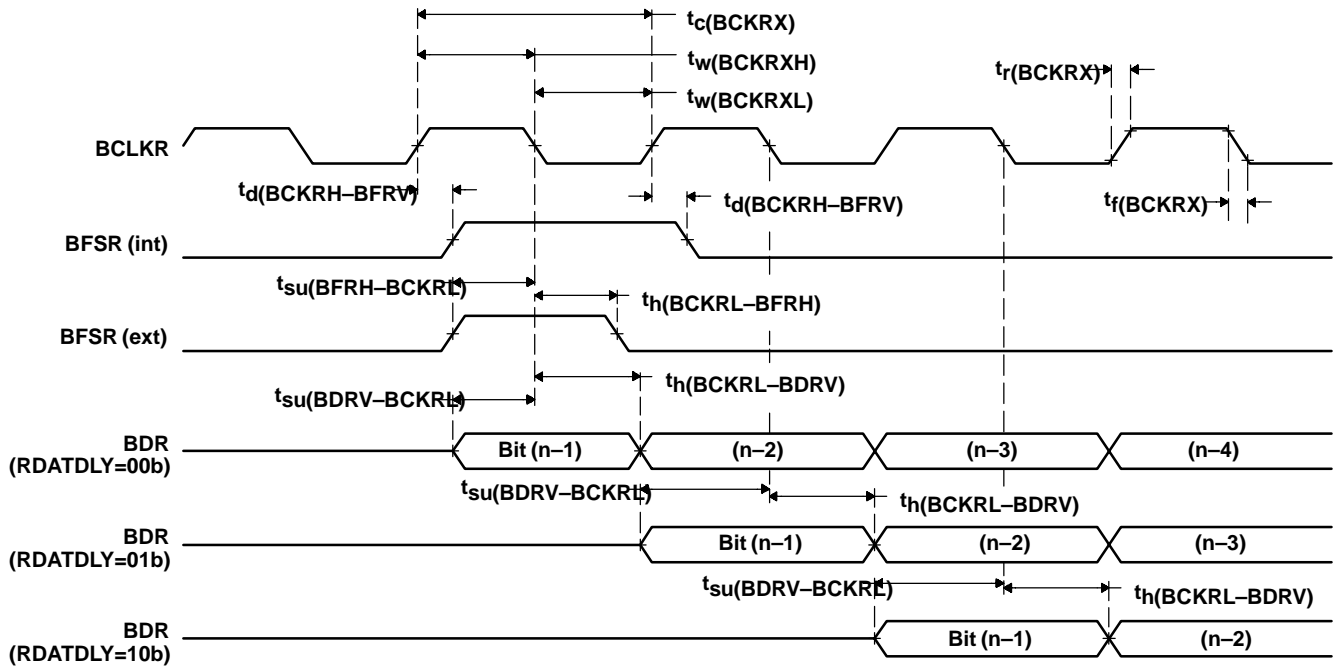 tc(BCKRX)
tw(BCKRXH)
tr(BCKRX)
tw(BCKRXL)
BCLKR
td(BCKRH–BFRV)
td(BCKRH–BFRV)
tf(BCKRX)
BFSR (int)
tsu(BFRH–BCKRL)
th(BCKRL–BFRH)
BFSR (ext)
th(BCKRL–BDRV)
tsu(BDRV–BCKRL)
BDR
(RDATDLY=00b)
Bit (n–1)
(n–2)
(n–3)
(n–4)
tsu(BDRV–BCKRL)
th(BCKRL–BDRV)
BDR
(RDATDLY=01b)
Bit (n–1)
(n–2)
(n–3)
tsu(BDRV–BCKRL)
th(BCKRL–BDRV)
BDR
(RDATDLY=10b)
Bit (n–1)
(n–2)